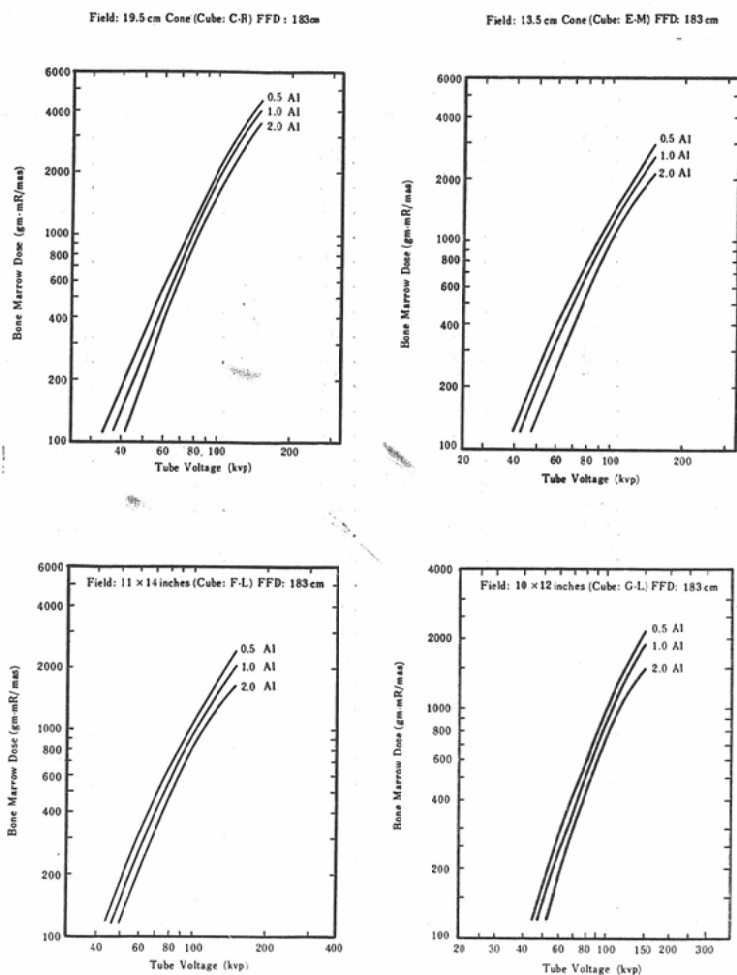 Field: 19.5 cm Cone (Cube: C-R) FFD : 183cm
6000
4000
2000
1000
800
600
400
200
100
Bone Marrow Dose (gm-mR/mas)
0.5 Al
1.0 Al
2.0 Al
40 60 80 100 200
Tube Voltage (kvp)
Field: 13.5 cm Cone (Cube: E-M) FFD: 183 cm
6000
4000
2000
1000
800
600
400
200
100
Bone Marrow Dose (gm-mR/mas)
0.5 Al
1.0 Al
2.0 Al
20 40 60 80 100 200
Tube Voltage (kvp)
Field: 11 × 14 inches (Cube: F-L) FFD: 183 cm
6000
4000
2000
1000
800
600
400
200
100
Bone Marrow Dose (gm-mR/mas)
0.5 Al
1.0 Al
2.0 Al
40 60 80 100 200 400
Tube Voltage (kvp)
Field: 10 × 12 inches (Cube: G-L) FFD: 183 cm
4000
2000
1000
800
600
400
200
100
Bone Marrow Dose (gm-mR/mas)
0.5 Al
1.0 Al
2.0 Al
20 30 40 60 80 100 150 200 300
Tube Voltage (kvp)